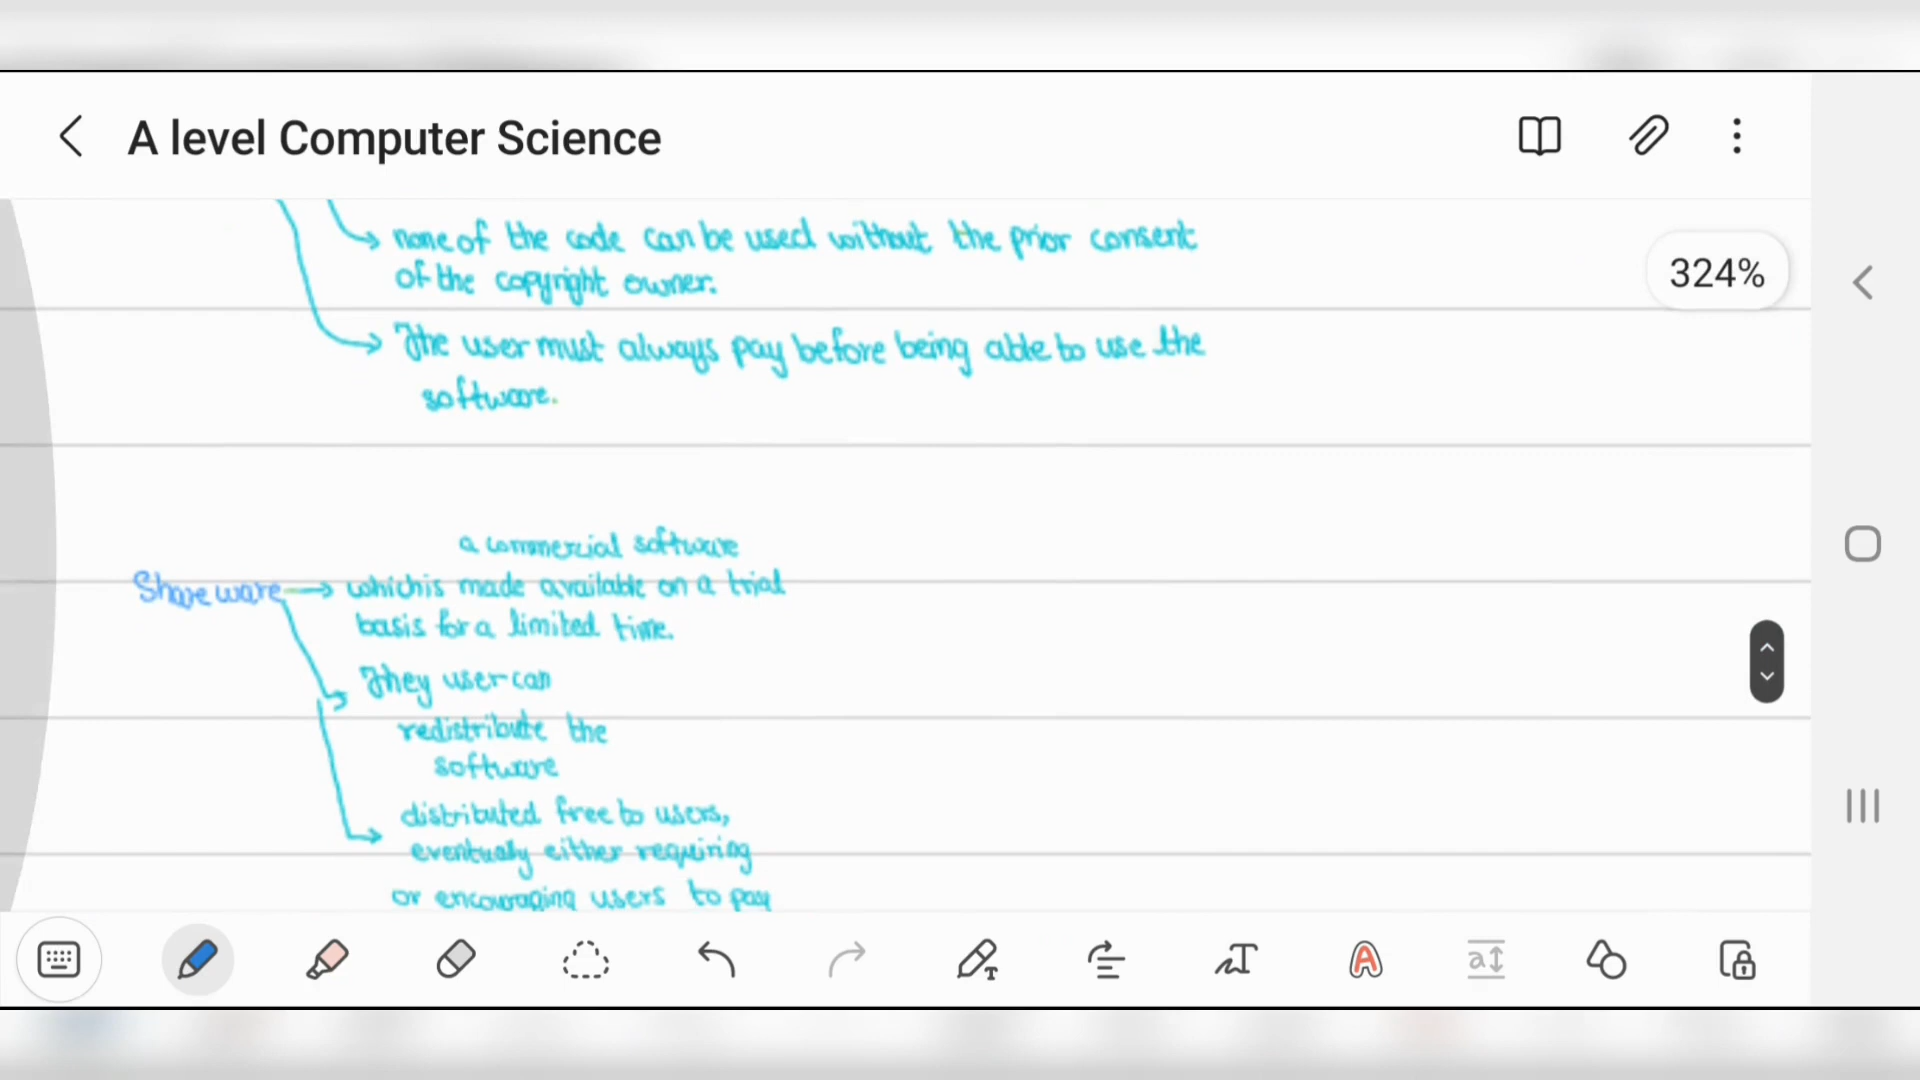 A level Computer Science
none of the code can be used without the prior consent
of the copyright owner.
324%
The user must always pay before being able to use the
software.
a commercial software
Shareware → which is made available on a trial
basis for a limited time.
They user can
redistribute the
software
distributed free to users,
eventually either requiring
or encouraging users to pay